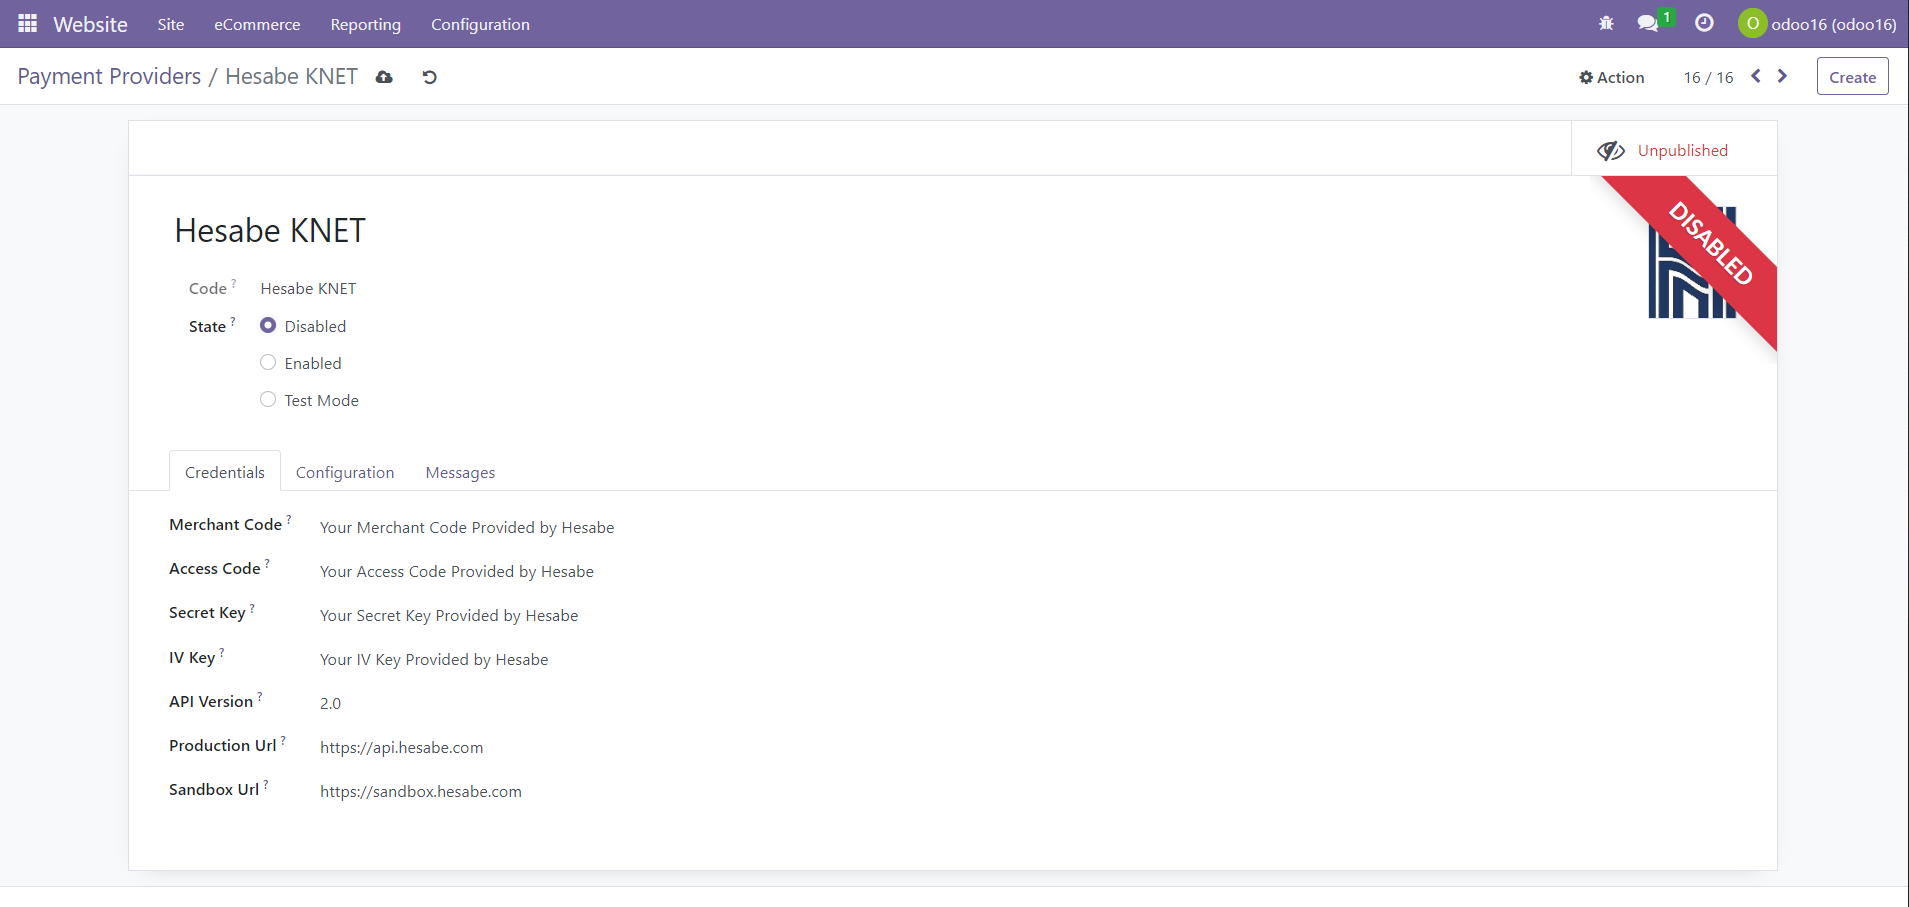 Website Site eCommerce Reporting Configuration 1 O odoo16 (odoo16)
Payment Providers / Hesabe KNET Action 16 / 16 Create
Unpublished
DISABLED
Hesabe KNET
Code ? Hesabe KNET
State ? Disabled
Enabled
Test Mode
Credentials Configuration Messages
Merchant Code ? Your Merchant Code Provided by Hesabe
Access Code ? Your Access Code Provided by Hesabe
Secret Key ? Your Secret Key Provided by Hesabe
IV Key ? Your IV Key Provided by Hesabe
API Version ? 2.0
Production Url ? https://api.hesabe.com
Sandbox Url ? https://sandbox.hesabe.com